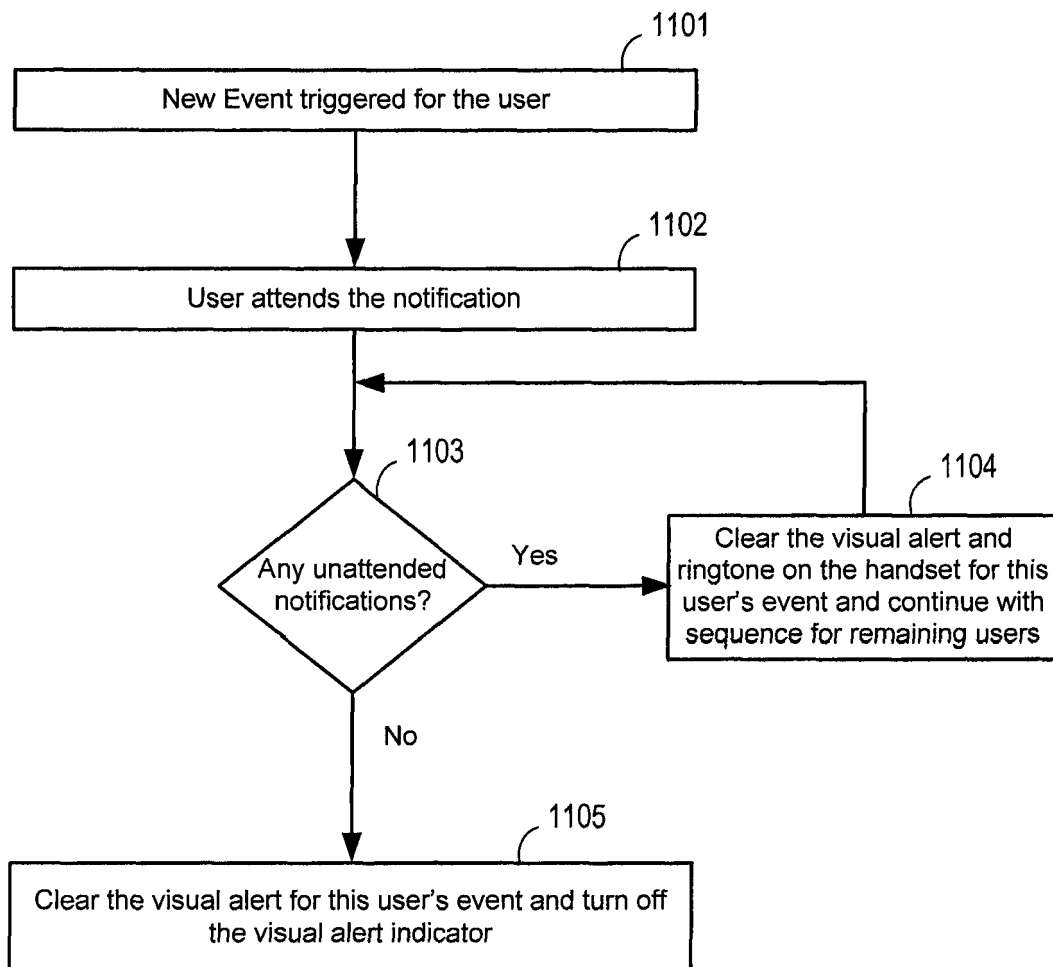 1101
New Event triggered for the user
1102
User attends the notification
1103
Any unattended
notifications?
Yes
1104
Clear the visual alert and
ringtone on the handset for this
user's event and continue with
sequence for remaining users
No
1105
Clear the visual alert for this user's event and turn off
the visual alert indicator